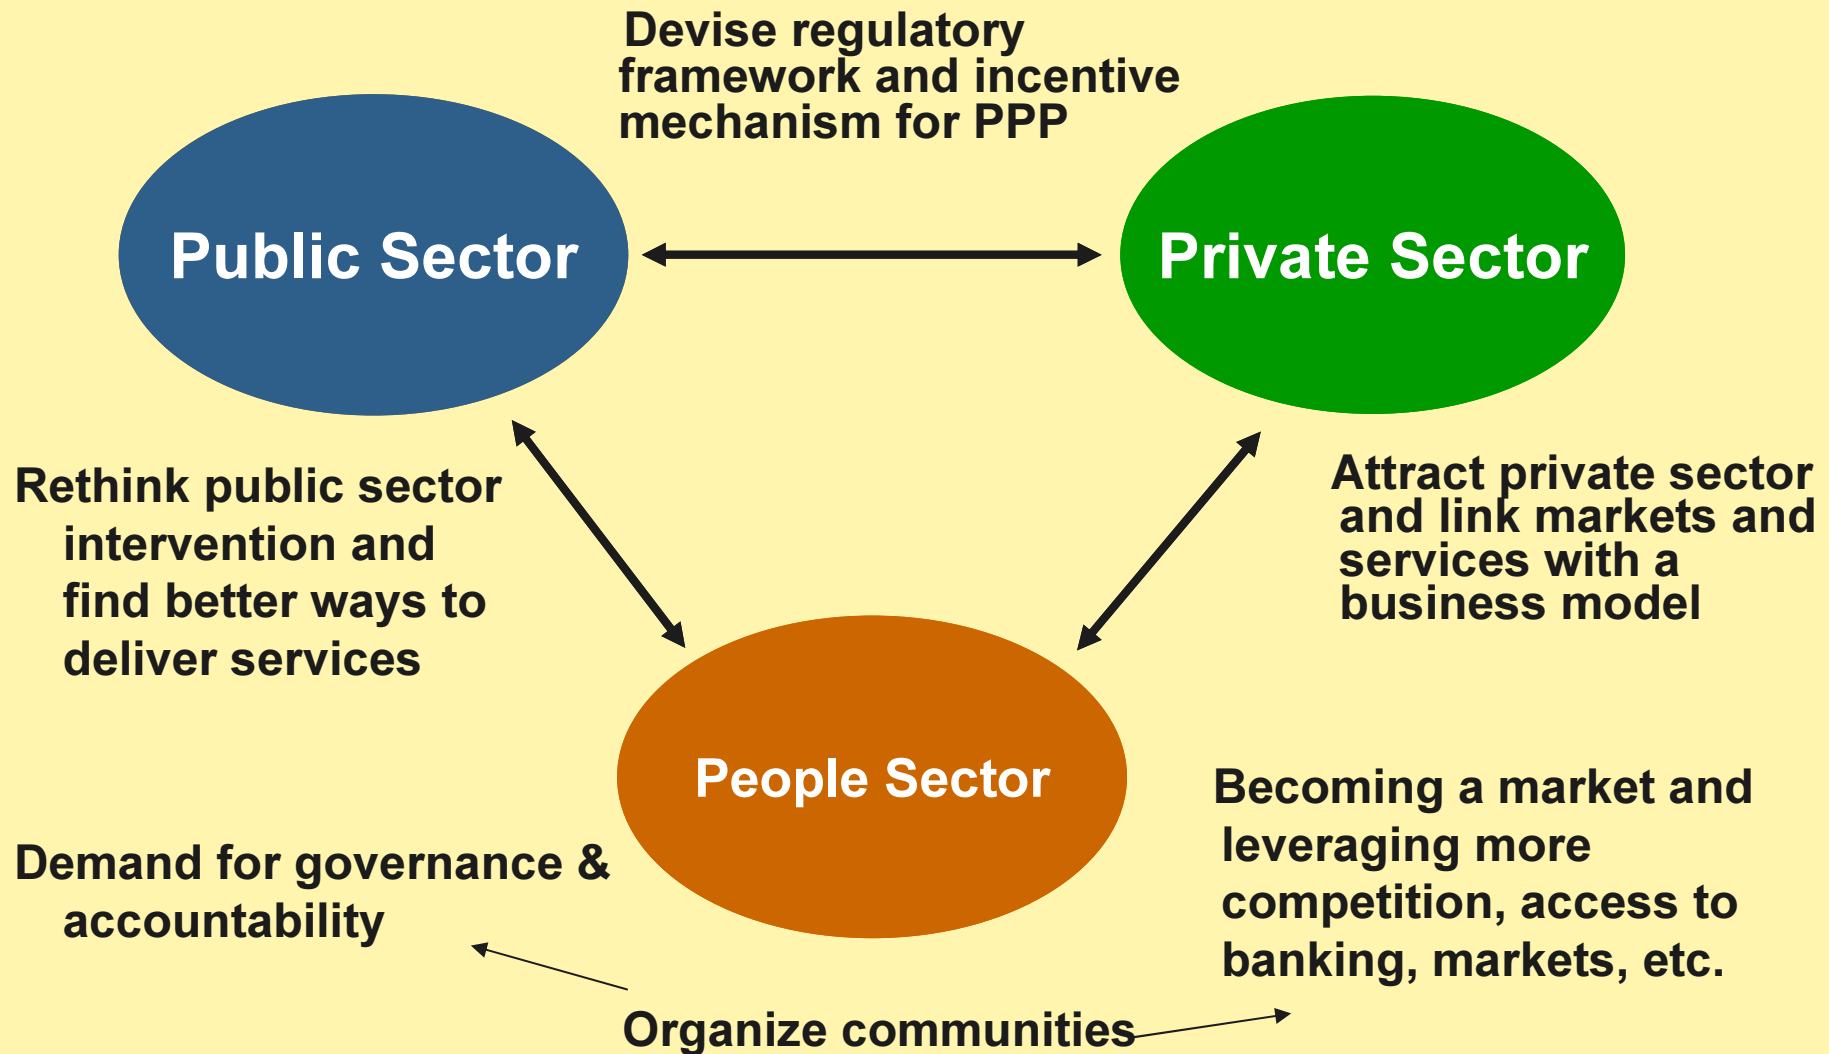 Devise regulatory
framework and incentive
mechanism for PPP
Public Sector
Private Sector
Rethink public sector
intervention and
find better ways to
deliver services
Attract private sector
and link markets and
services with a
business model
People Sector
Demand for governance &
accountability
Becoming a market and
leveraging more
competition, access to
banking, markets, etc.
Organize communities